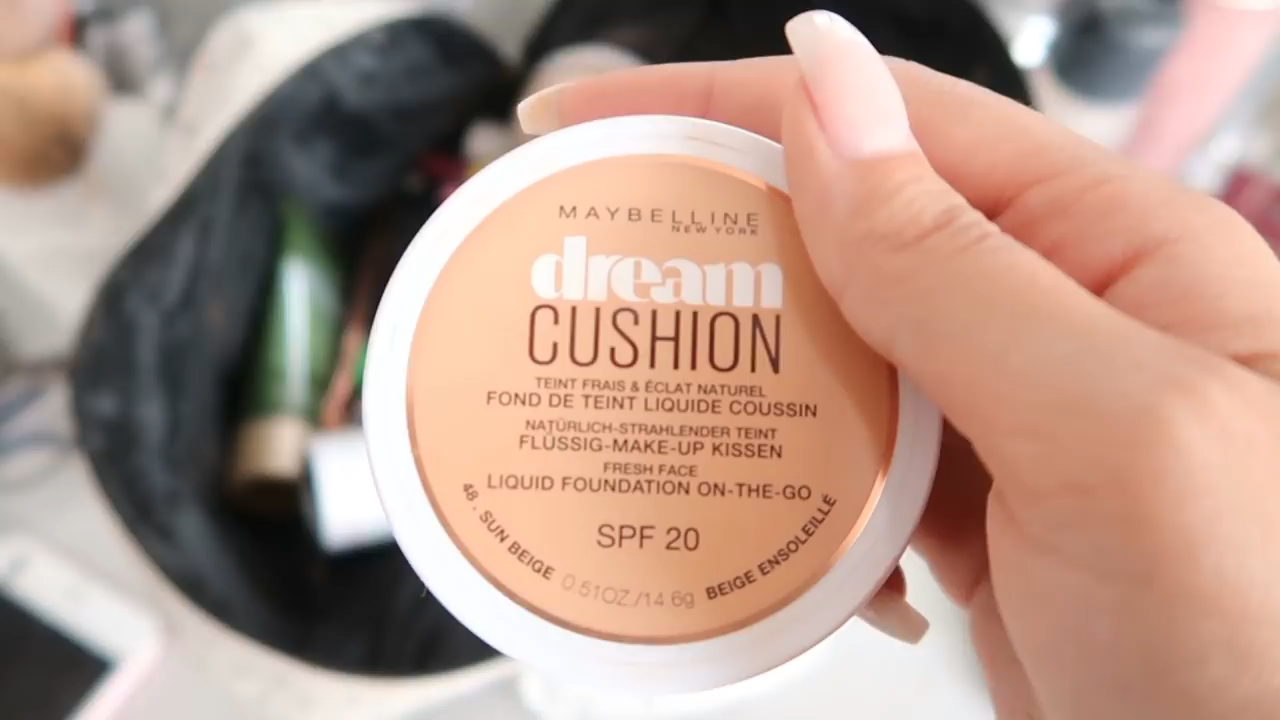 MAYBELLINE
NEW YORK
dream
CUSHION
TEINT FRAIS & ÉCLAT NATUREL
FOND DE TEINT LIQUIDE COUSSIN
NATÜRLICH-STRAHLENDER TEINT
FLÜSSIG-MAKE-UP KISSEN
FRESH FACE
LIQUID FOUNDATION ON-THE-GO
SPF 20
48 . SUN BEIGE 0.51OZ./14.6g BEIGE ENSOLEILLÉ